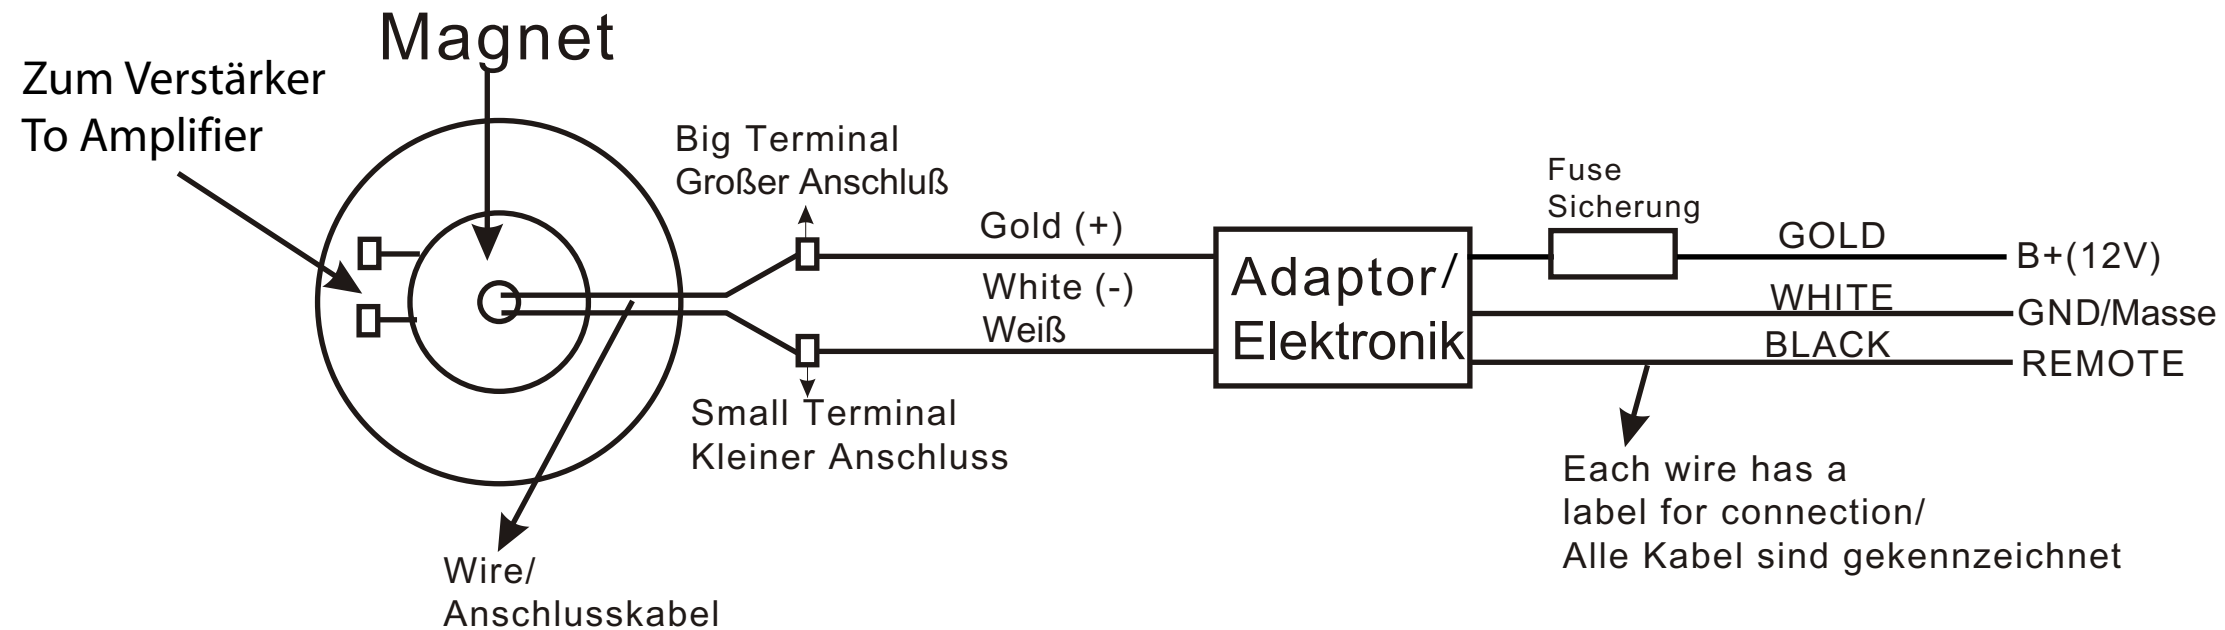 Magnet
Zum Verstärker
To Amplifier
Big Terminal
Großer Anschluß
Gold (+)
White (-)
Weiß
Small Terminal
Kleiner Anschluss
Wire/
Anschlusskabel
Adaptor/
Elektronik
Fuse
Sicherung
GOLD
B+(12V)
WHITE
GND/Masse
BLACK
REMOTE
Each wire has a
label for connection/
Alle Kabel sind gekennzeichnet